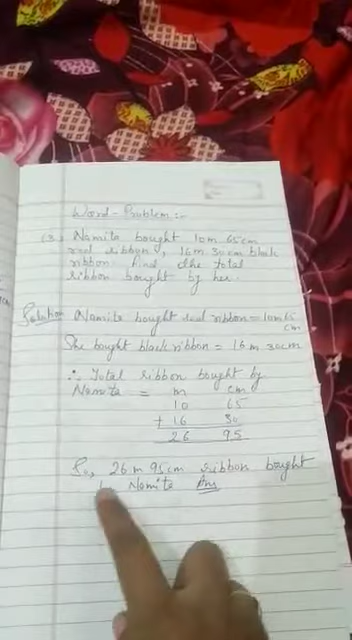 Word-Problem:-
(3) Namita bought 10m 65cm
red ribbon, 16m 30cm black
ribbon find the total
ribbon bought by her.
Solution Namita bought red ribbon = 10m 65
cm
She bought black ribbon = 16m 30cm
∴ Total ribbon bought by
Namita = m cm
10 65
+ 16 30
26 95
So, 26m 95cm ribbon bought
Namita Ans